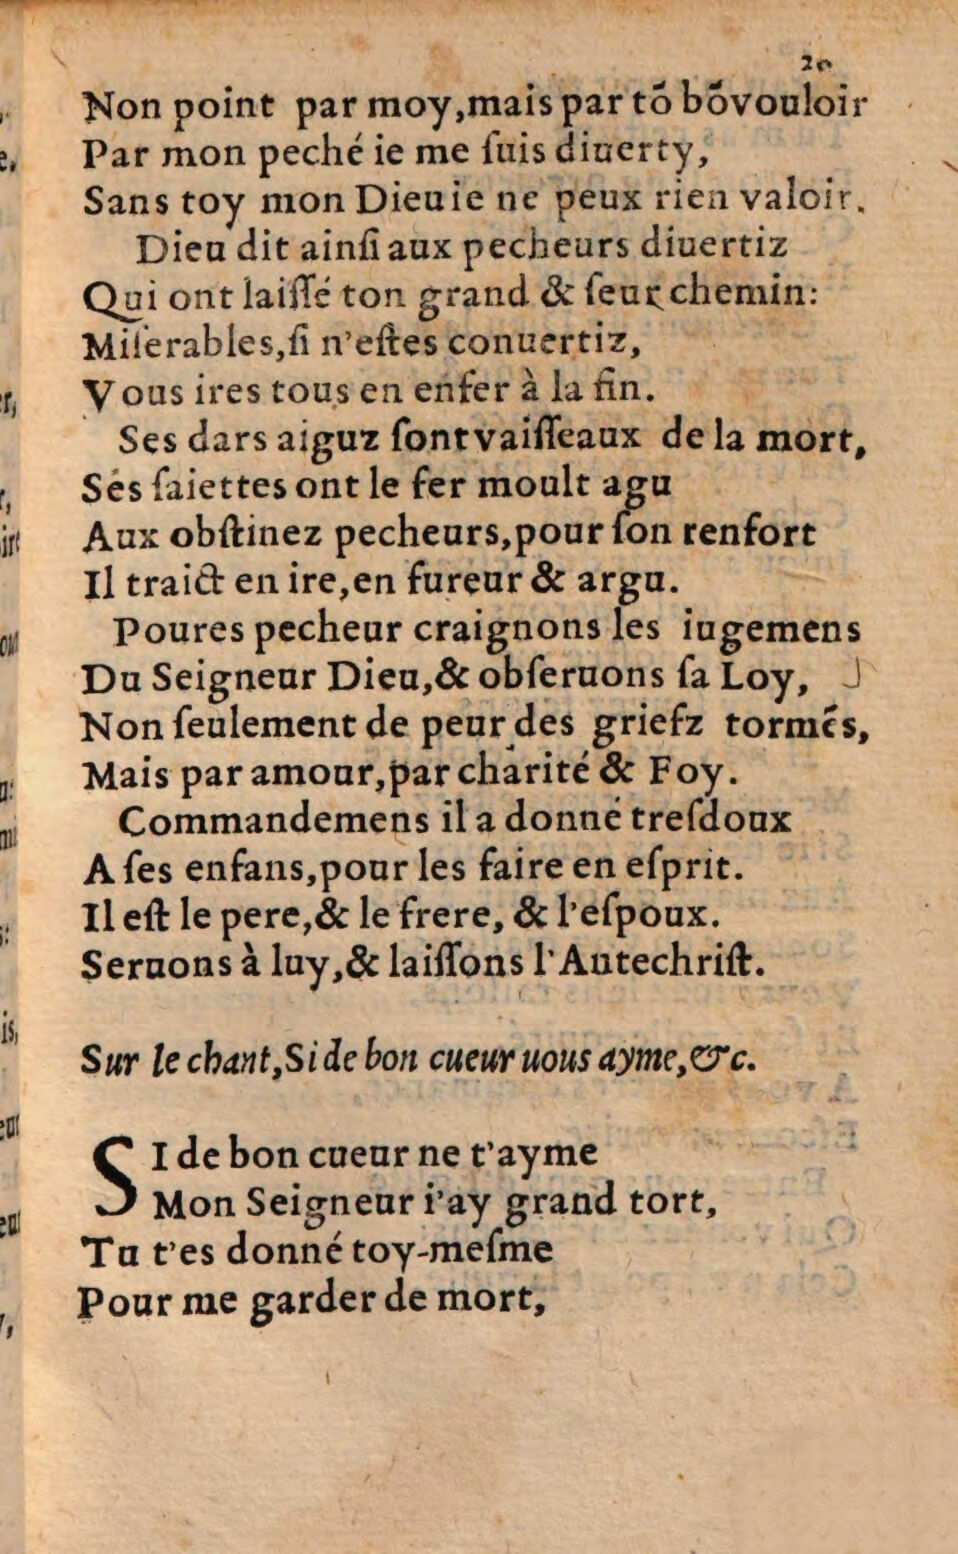 20
Non point par moy,mais par tõ bõvouloir
Par mon peché ie me ſuis diuerty,
Sans toy mon Dieu ie ne peux rien valoir.
Dieu dit ainſi aux pecheurs diuertiz
Qui ont laiſſé ton grand & ſeur chemin:
Miſerables,ſi n'eſtes conuertiz,
Vous ires tous en enfer à la fin.
Ses dars aiguz ſont vaiſſeaux de la mort,
Ses ſaiettes ont le fer moult agu
Aux obſtinez pecheurs,pour ſon renfort
Il traict en ire,en fureur & argu.
Poures pecheur craignons les iugemens
Du Seigneur Dieu,& obſeruons ſa Loy,
Non ſeulement de peur des griefz tormẽs,
Mais par amour,par charité & Foy.
Commandemens il a donné treſdoux
A ſes enfans,pour les faire en eſprit.
Il eſt le pere,& le frere, & l'eſpoux.
Seruons à luy,& laiſſons l'Antechriſt.
Sur le chant,Si de bon cueur uous ayme,&c.
SI de bon cueur ne t'ayme
Mon Seigneur i'ay grand tort,
Tu t'es donné toy-meſme
Pour me garder de mort,